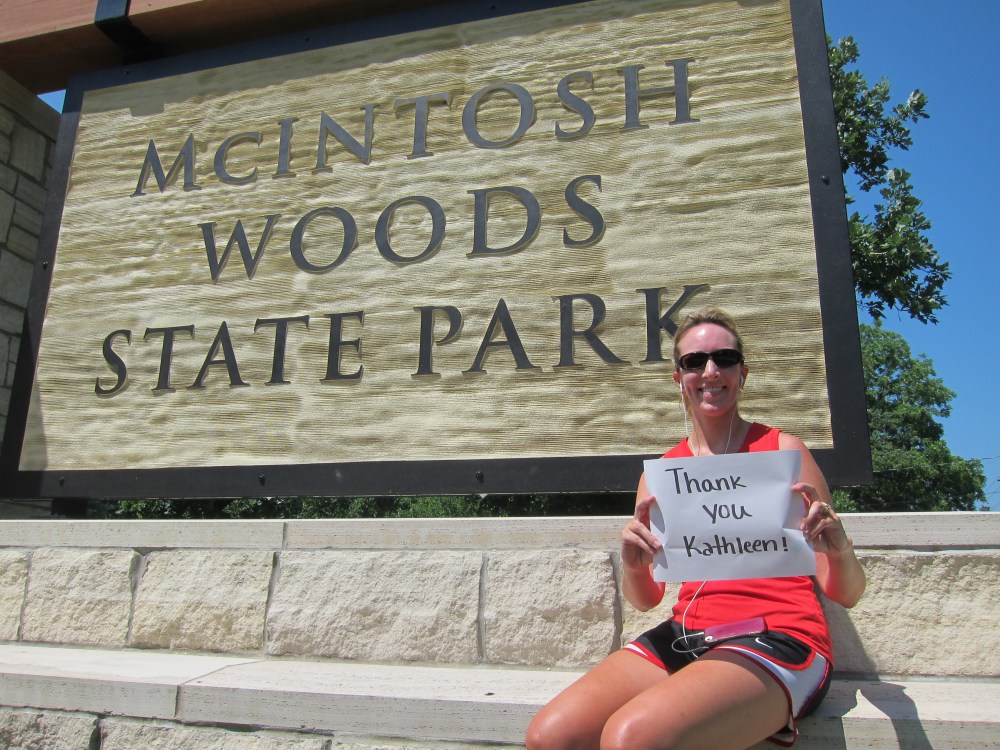 McIntosh
Woods
State Park
Thank
you
Kathleen!